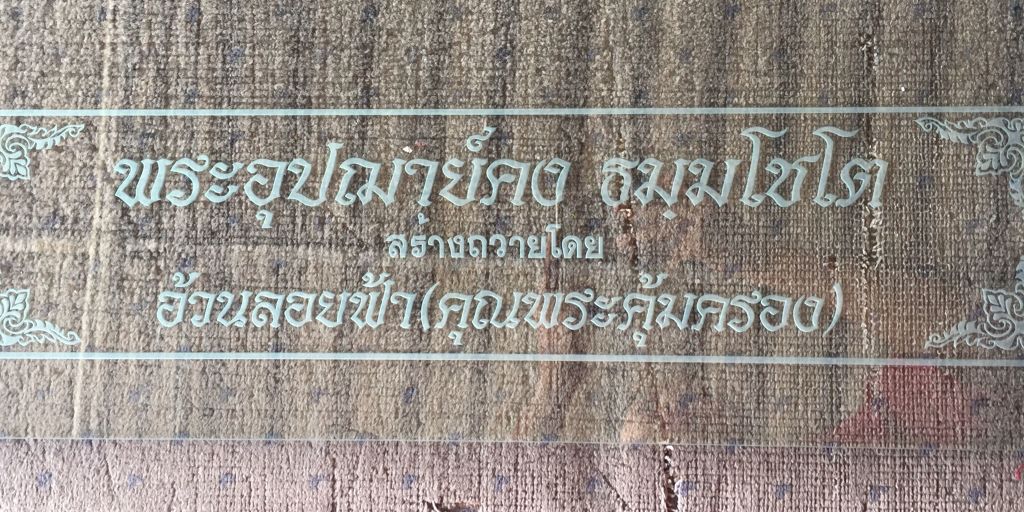 พระอุปฌาย์คง ธมฺมโชโต
สร้างถวายโดย
อ้วนลอยฟ้า(คุณพระคุ้มครอง)